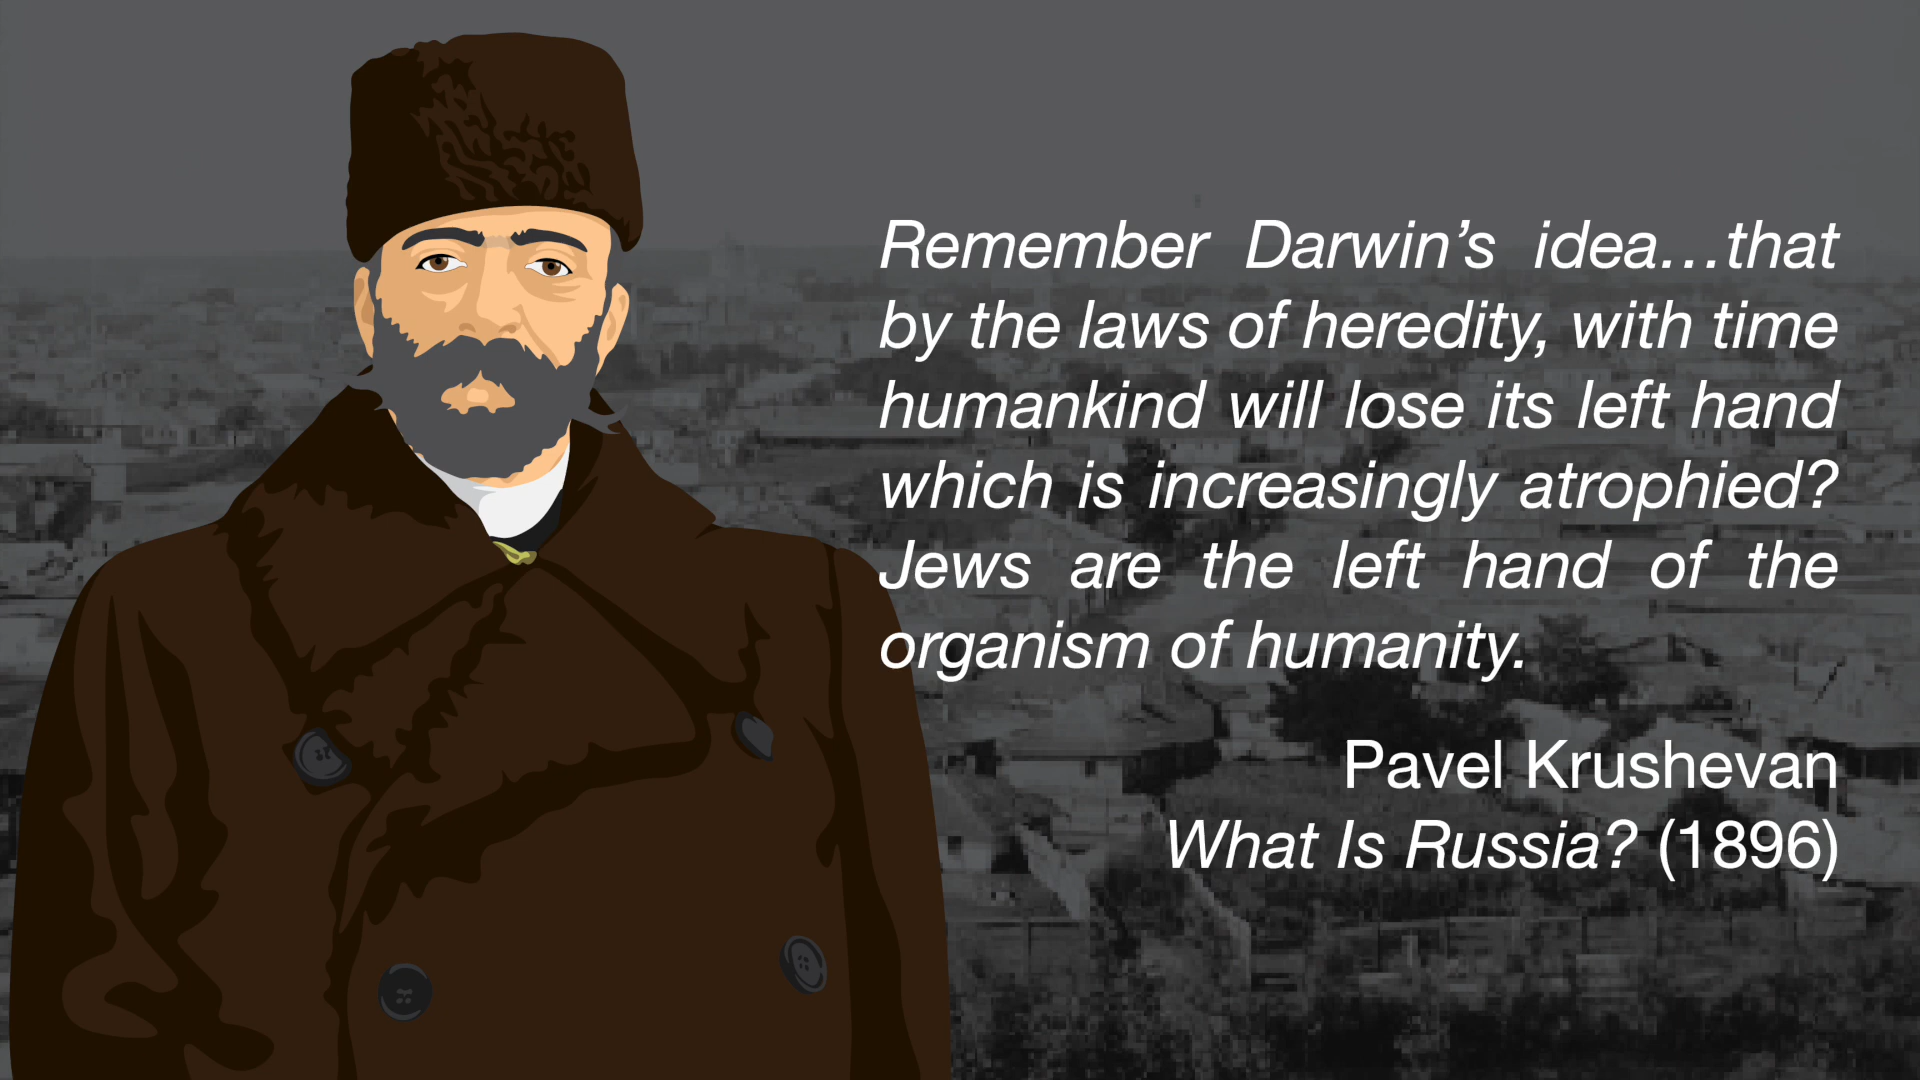 Remember Darwin's idea…that
by the laws of heredity, with time
humankind will lose its left hand
which is increasingly atrophied?
Jews are the left hand of the
organism of humanity.
Pavel Krushevan
What Is Russia? (1896)